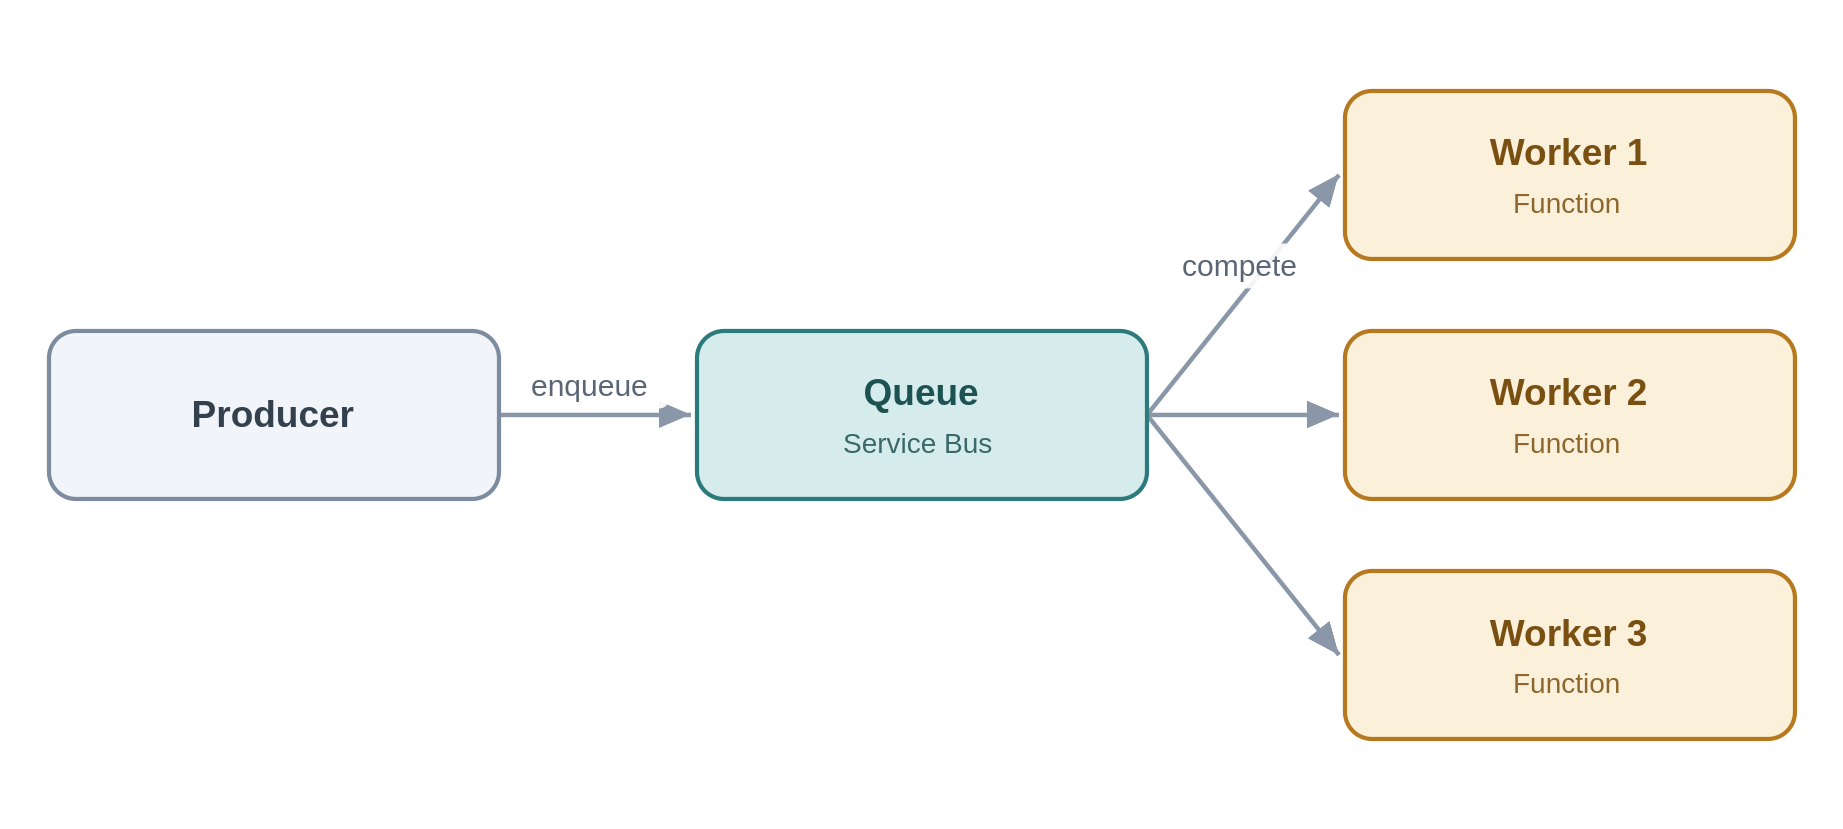 Producer
enqueue
Queue
Service Bus
compete
Worker 1
Function
Worker 2
Function
Worker 3
Function